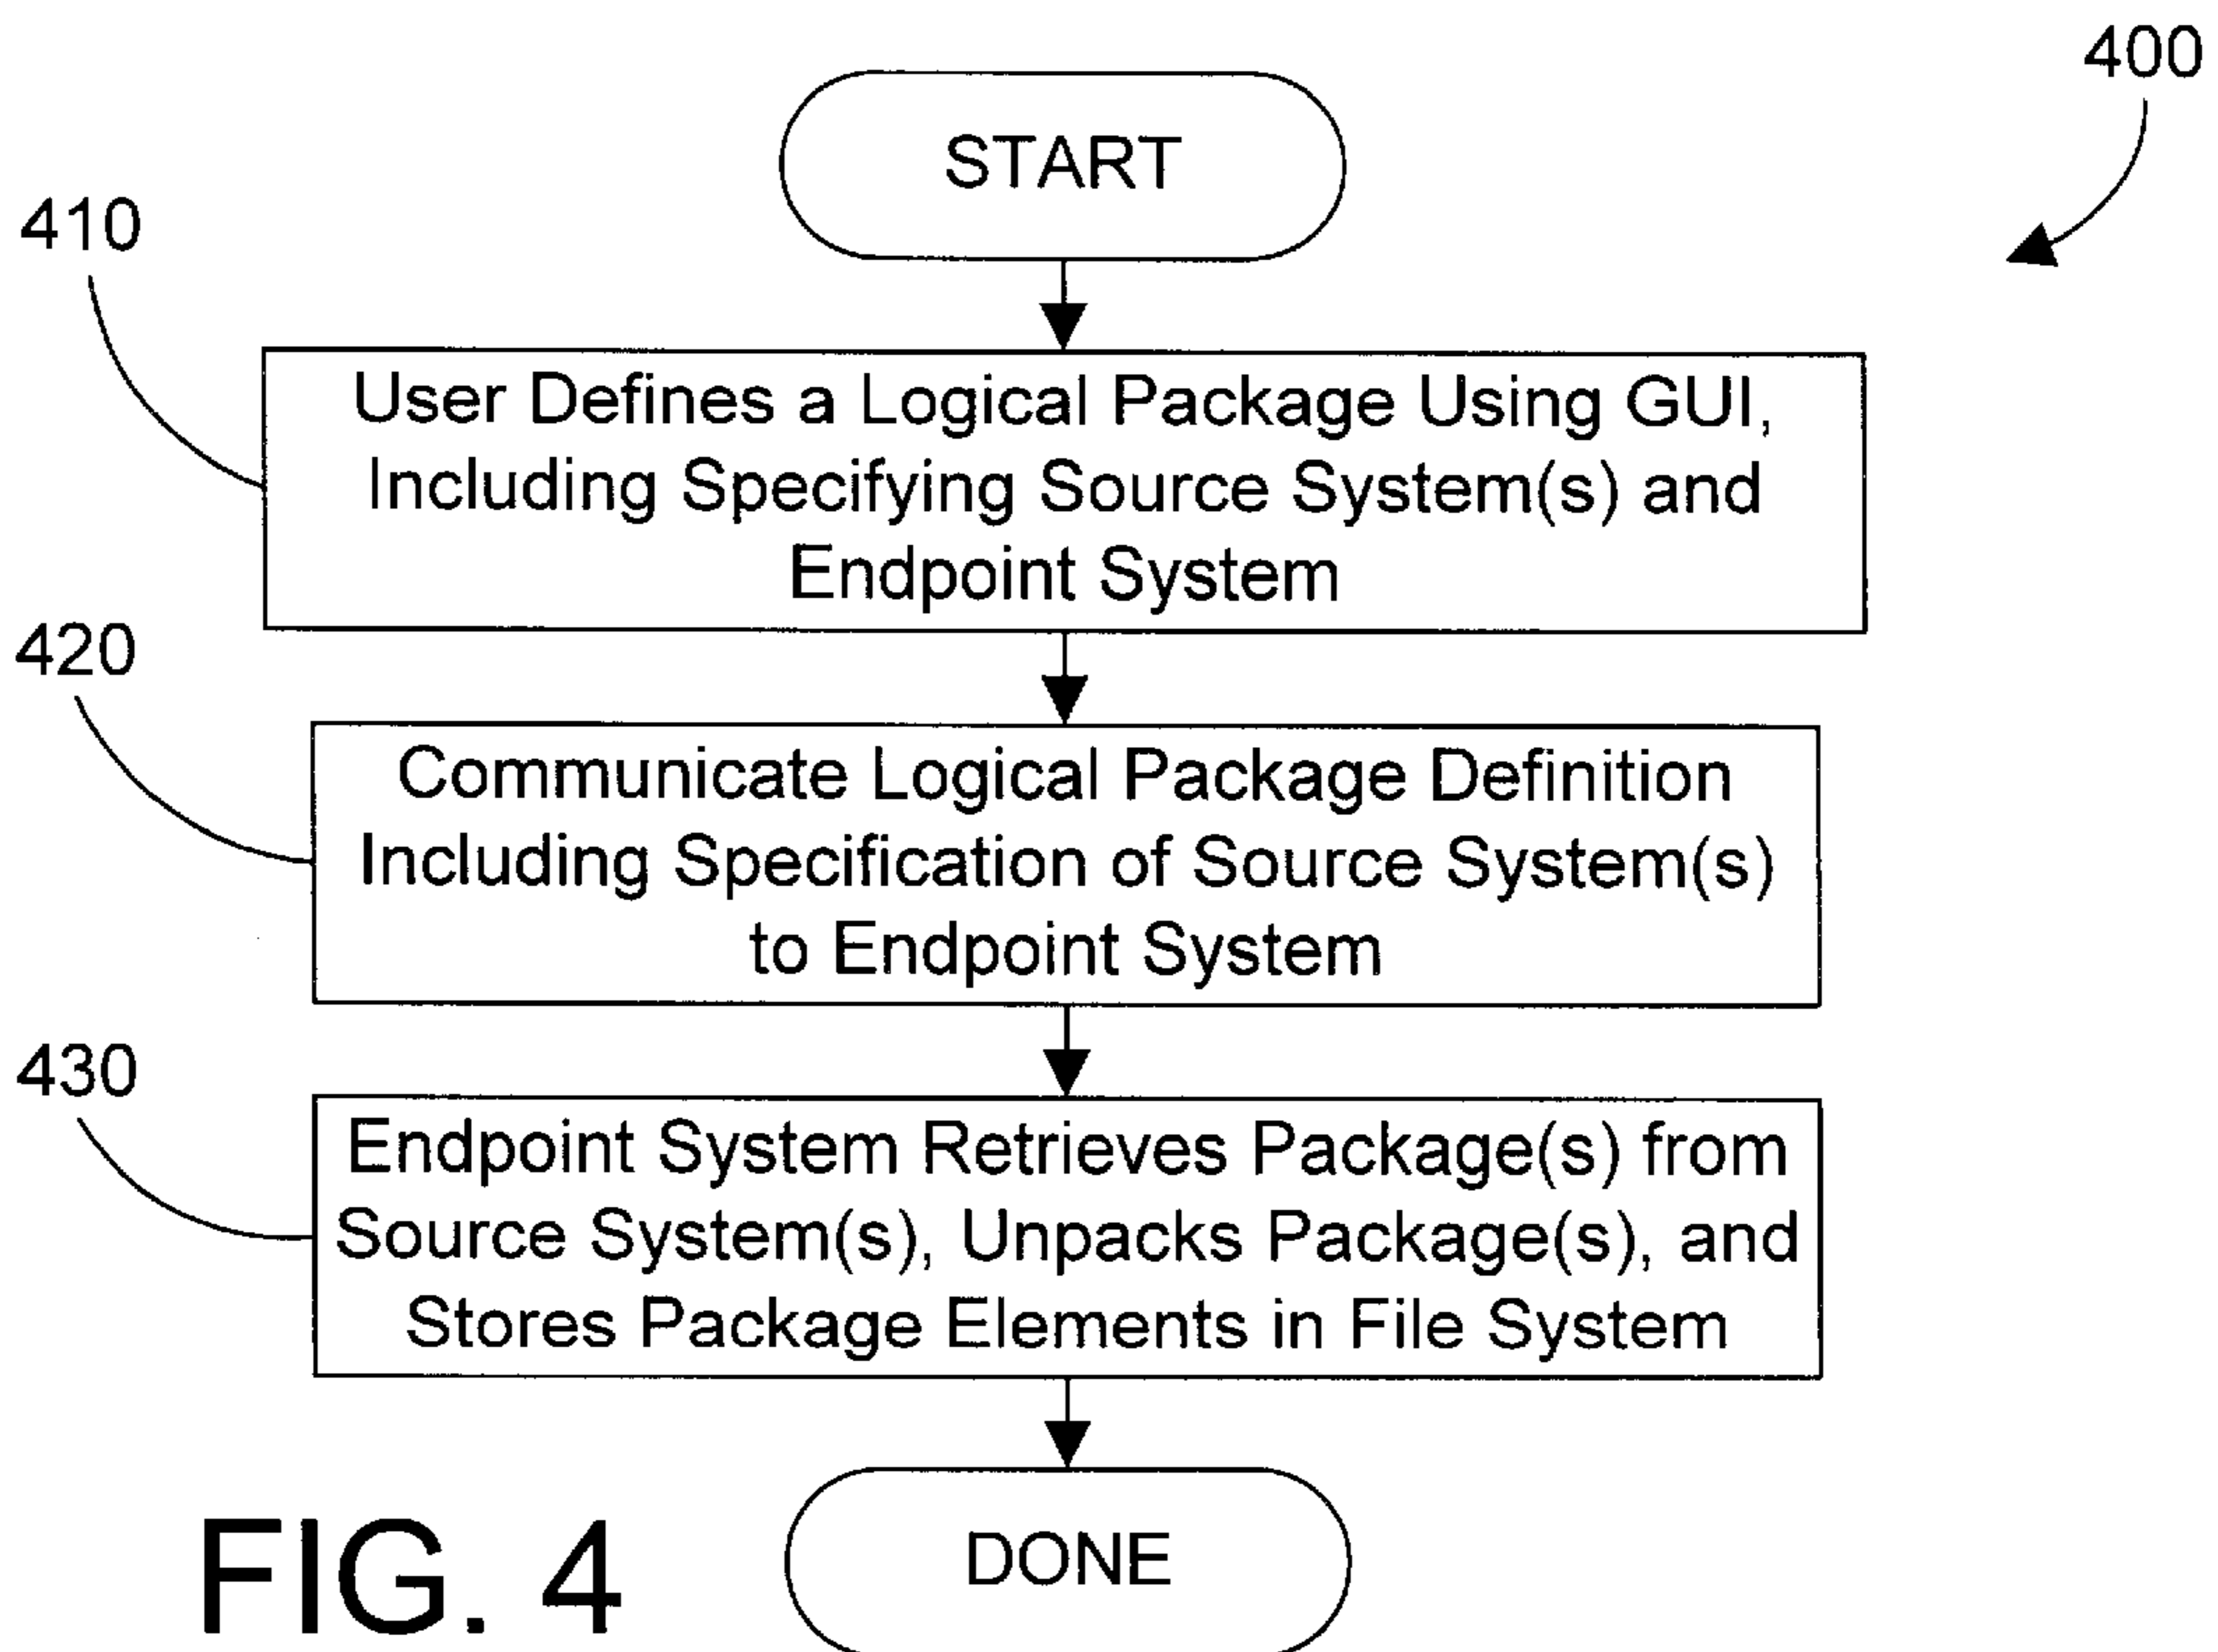 400
START
410
User Defines a Logical Package Using GUI,
Including Specifying Source System(s) and
Endpoint System
420
Communicate Logical Package Definition
Including Specification of Source System(s)
to Endpoint System
430
Endpoint System Retrieves Package(s) from
Source System(s), Unpacks Package(s), and
Stores Package Elements in File System
DONE
FIG. 4